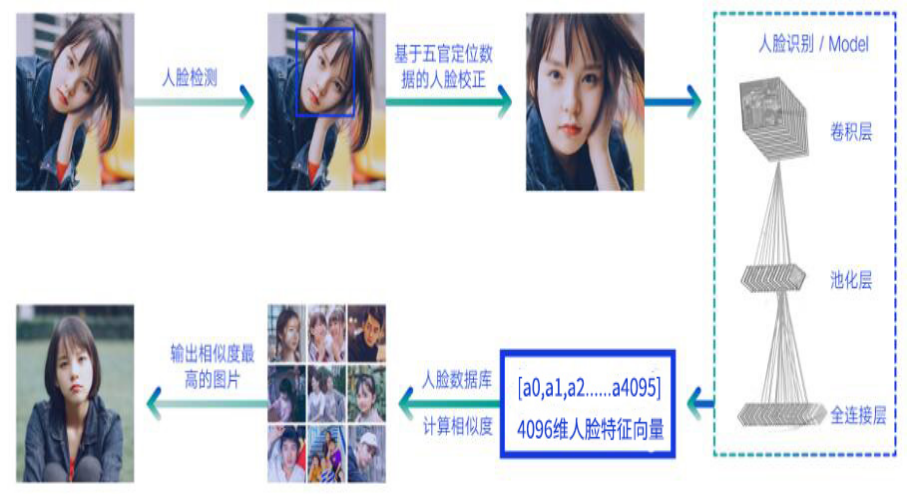 人脸检测
基于五官定位数
据的人脸校正
人脸识别 / Model
卷积层
池化层
全连接层
[a0,a1,a2......a4095]
4096维人脸特征向量
人脸数据库
计算相似度
输出相似度最
高的图片